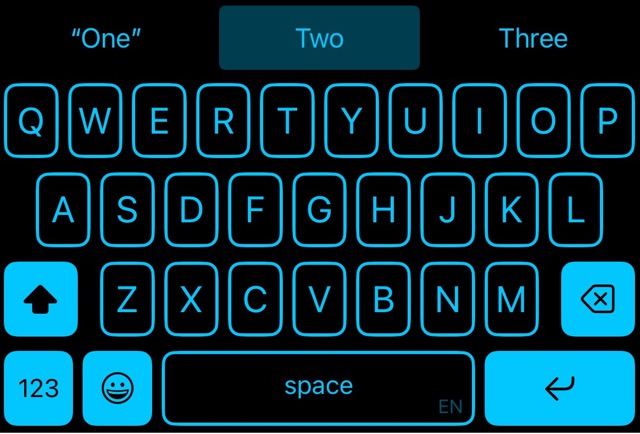 “One” Two Three
Q W E R T Y U I O P
A S D F G H J K L
Z X C V B N M
123 space EN